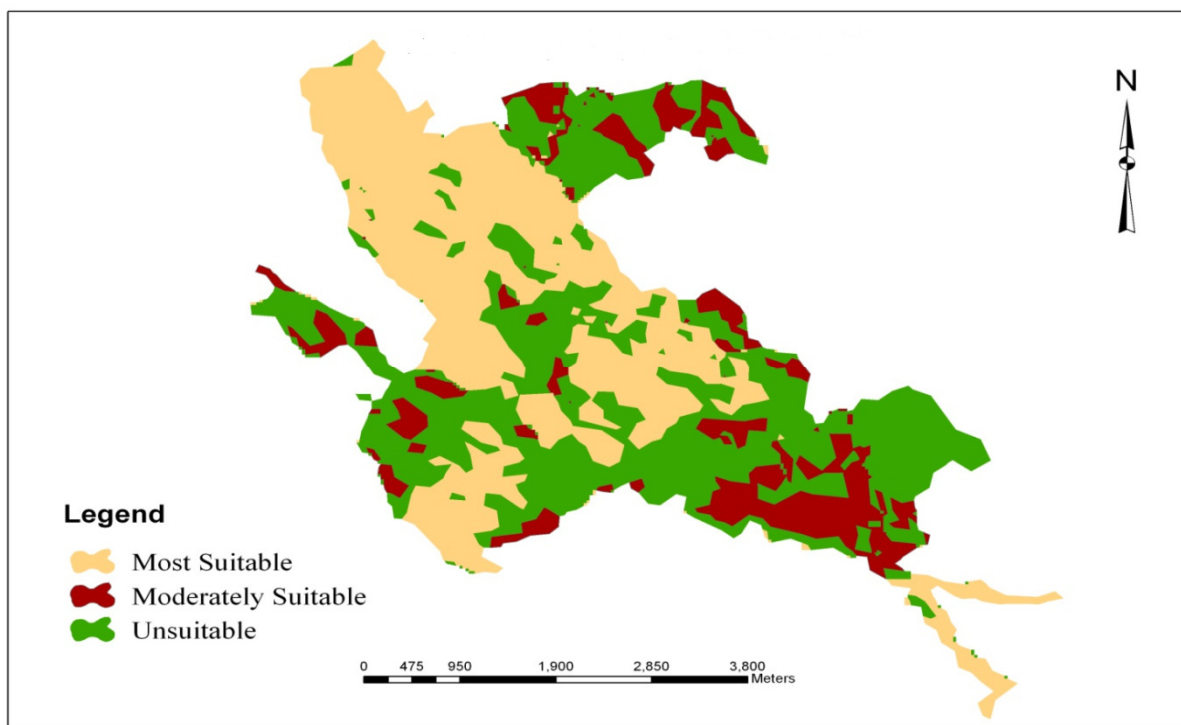 N
Legend
Most Suitable
Moderately Suitable
Unsuitable
0 475 950 1,900 2,850 3,800
Meters